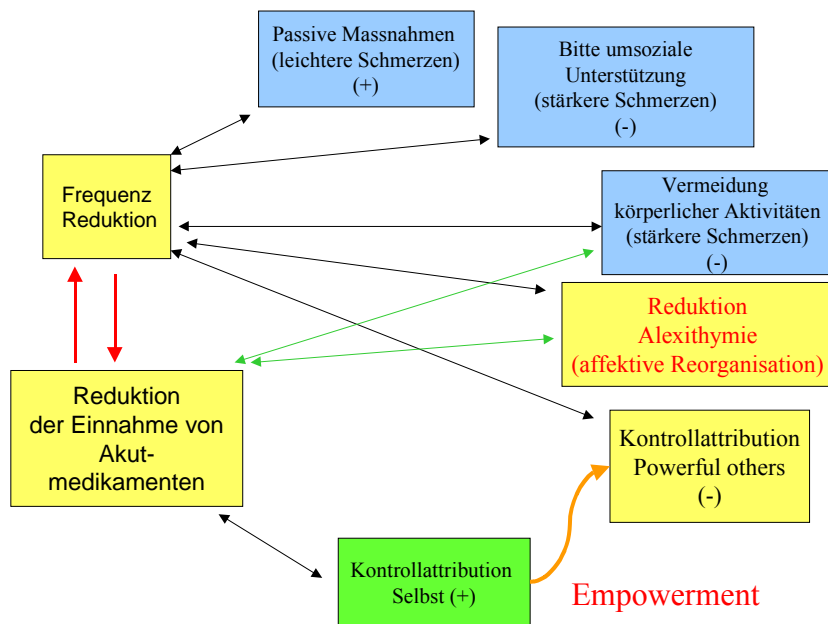 Passive Massnahmen
(leichtere Schmerzen)
(+)
Bitte umsoziale
Unterstützung
(stärkere Schmerzen)
(-)
Frequenz
Reduktion
Vermeidung
körperlicher Aktivitäten
(stärkere Schmerzen)
(-)
Reduktion
Alexithymie
(affektive Reorganisation)
Reduktion
der Einnahme von
Akut-
medikamenten
Kontrollattribution
Powerful others
(-)
Kontrollattribution
Selbst (+)
Empowerment